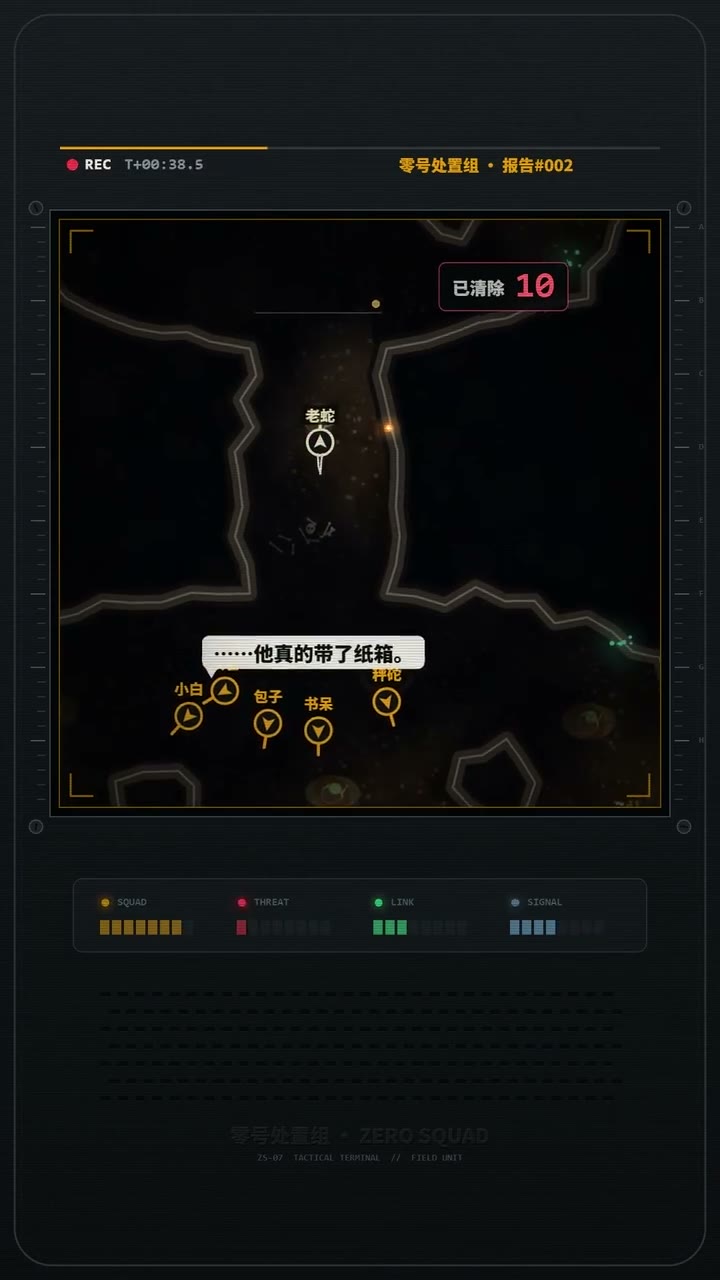 REC T+00:38.5
零号处置组 • 报告#002
已清除 10
老蛇
……他真的带了纸箱。
秤砣
小白
包子
书呆
SQUAD
THREAT
LINK
SIGNAL
零号处置组 • ZERO SQUAD
ZS-07 TACTICAL TERMINAL // FIELD UNIT